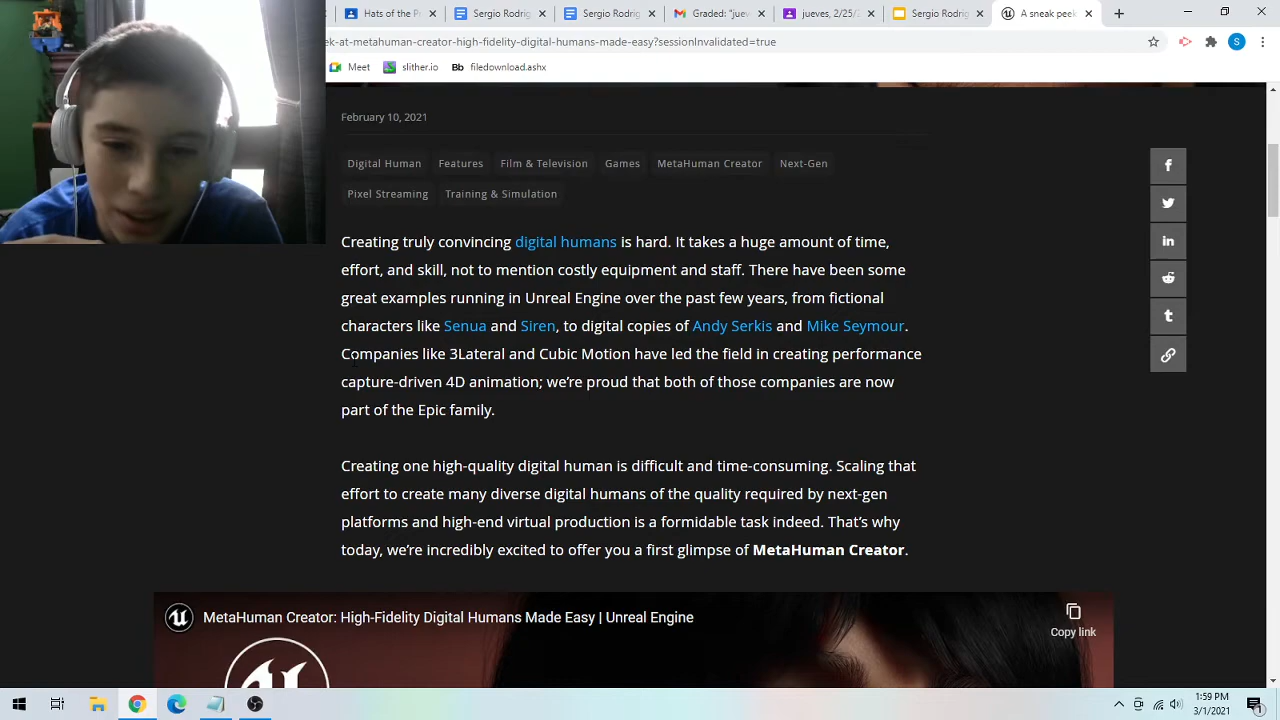 Hats of the P
Sergio Rodrig
Sergio Rodrig
Graded:
jueves 2/25/2
Sergio Rodrig
A sneak peek
ek-at-metahuman-creator-high-fidelity-digital-humans-made-easy?sessionInvalidated=true
S
Meet
slither.io
Bb filedownload.ashx
February 10, 2021
Digital Human Features Film & Television Games MetaHuman Creator Next-Gen
Pixel Streaming Training & Simulation
Creating truly convincing digital humans is hard. It takes a huge amount of time,
effort, and skill, not to mention costly equipment and staff. There have been some
great examples running in Unreal Engine over the past few years, from fictional
characters like Senua and Siren, to digital copies of Andy Serkis and Mike Seymour.
Companies like 3Lateral and Cubic Motion have led the field in creating performance
capture-driven 4D animation; we're proud that both of those companies are now
part of the Epic family.
Creating one high-quality digital human is difficult and time-consuming. Scaling that
effort to create many diverse digital humans of the quality required by next-gen
platforms and high-end virtual production is a formidable task indeed. That's why
today, we're incredibly excited to offer you a first glimpse of MetaHuman Creator.
MetaHuman Creator: High-Fidelity Digital Humans Made Easy | Unreal Engine
Copy link
1:59 PM
3/1/2021